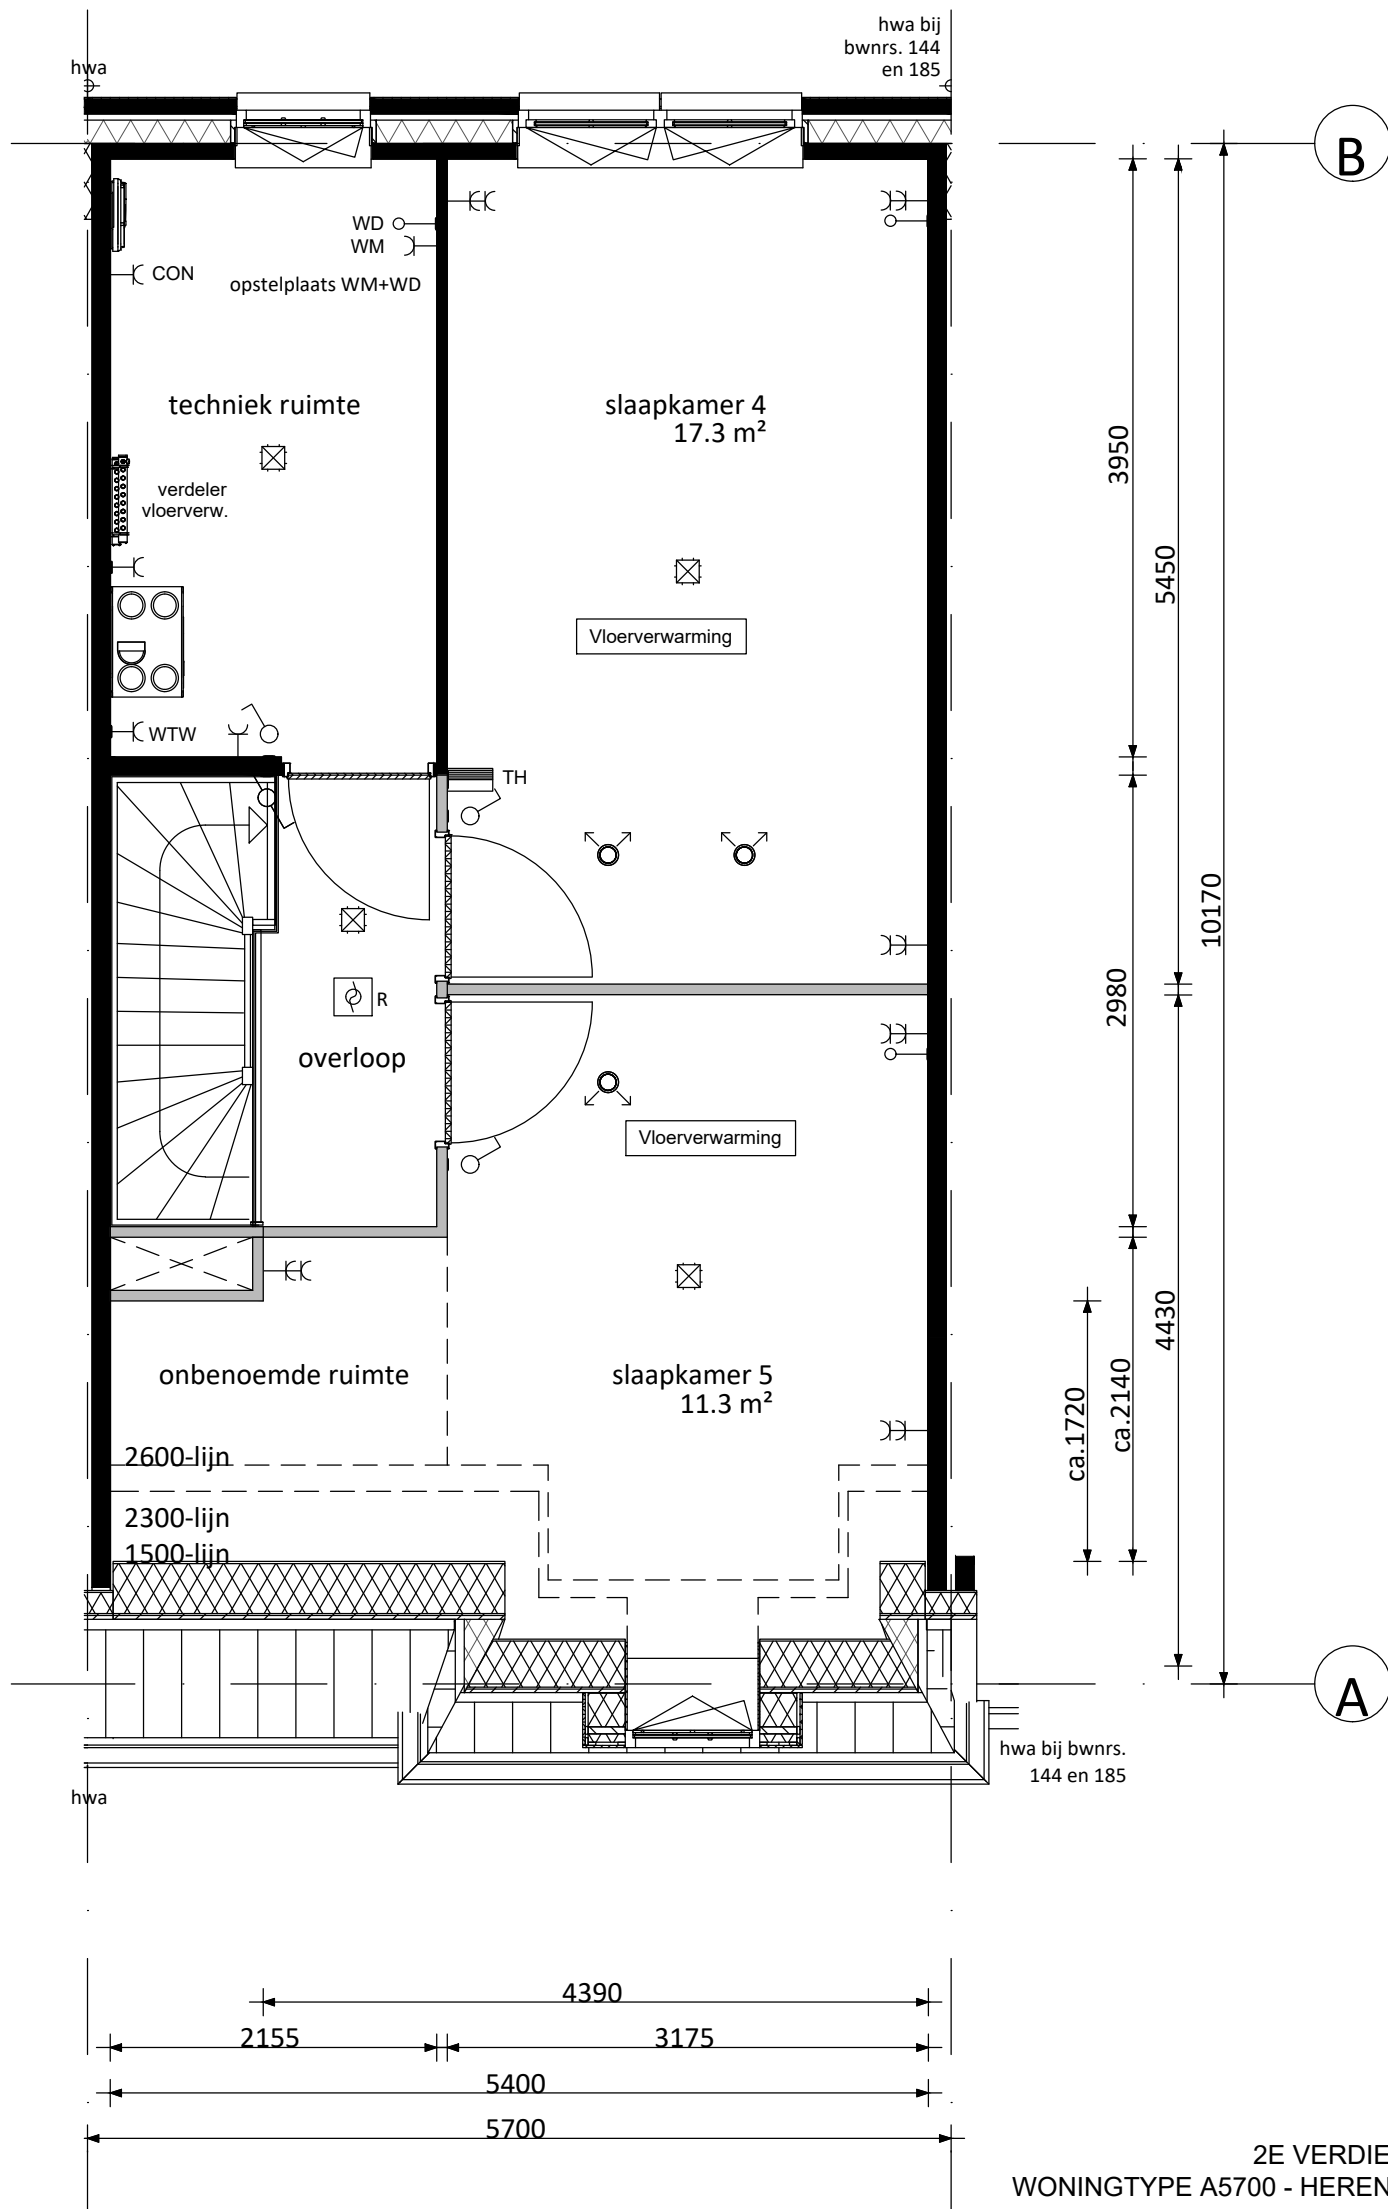 hwa bij
bwnrs. 144
en 185
hwa
B
WD
WM
CON
opstelplaats WM+WD
techniek ruimte
slaapkamer 4
17.3 m²
3950
5450
verdeler
vloerverw.
Vloerverwarming
WTW
TH
10170
2980
R
overloop
Vloerverwarming
4430
onbenoemde ruimte
slaapkamer 5
11.3 m²
ca.1720
ca.2140
2600-lijn
2300-lijn
1500-lijn
A
hwa bij bwnrs.
144 en 185
hwa
4390
2155
3175
5400
5700
2E VERDIE
WONINGTYPE A5700 - HEREN